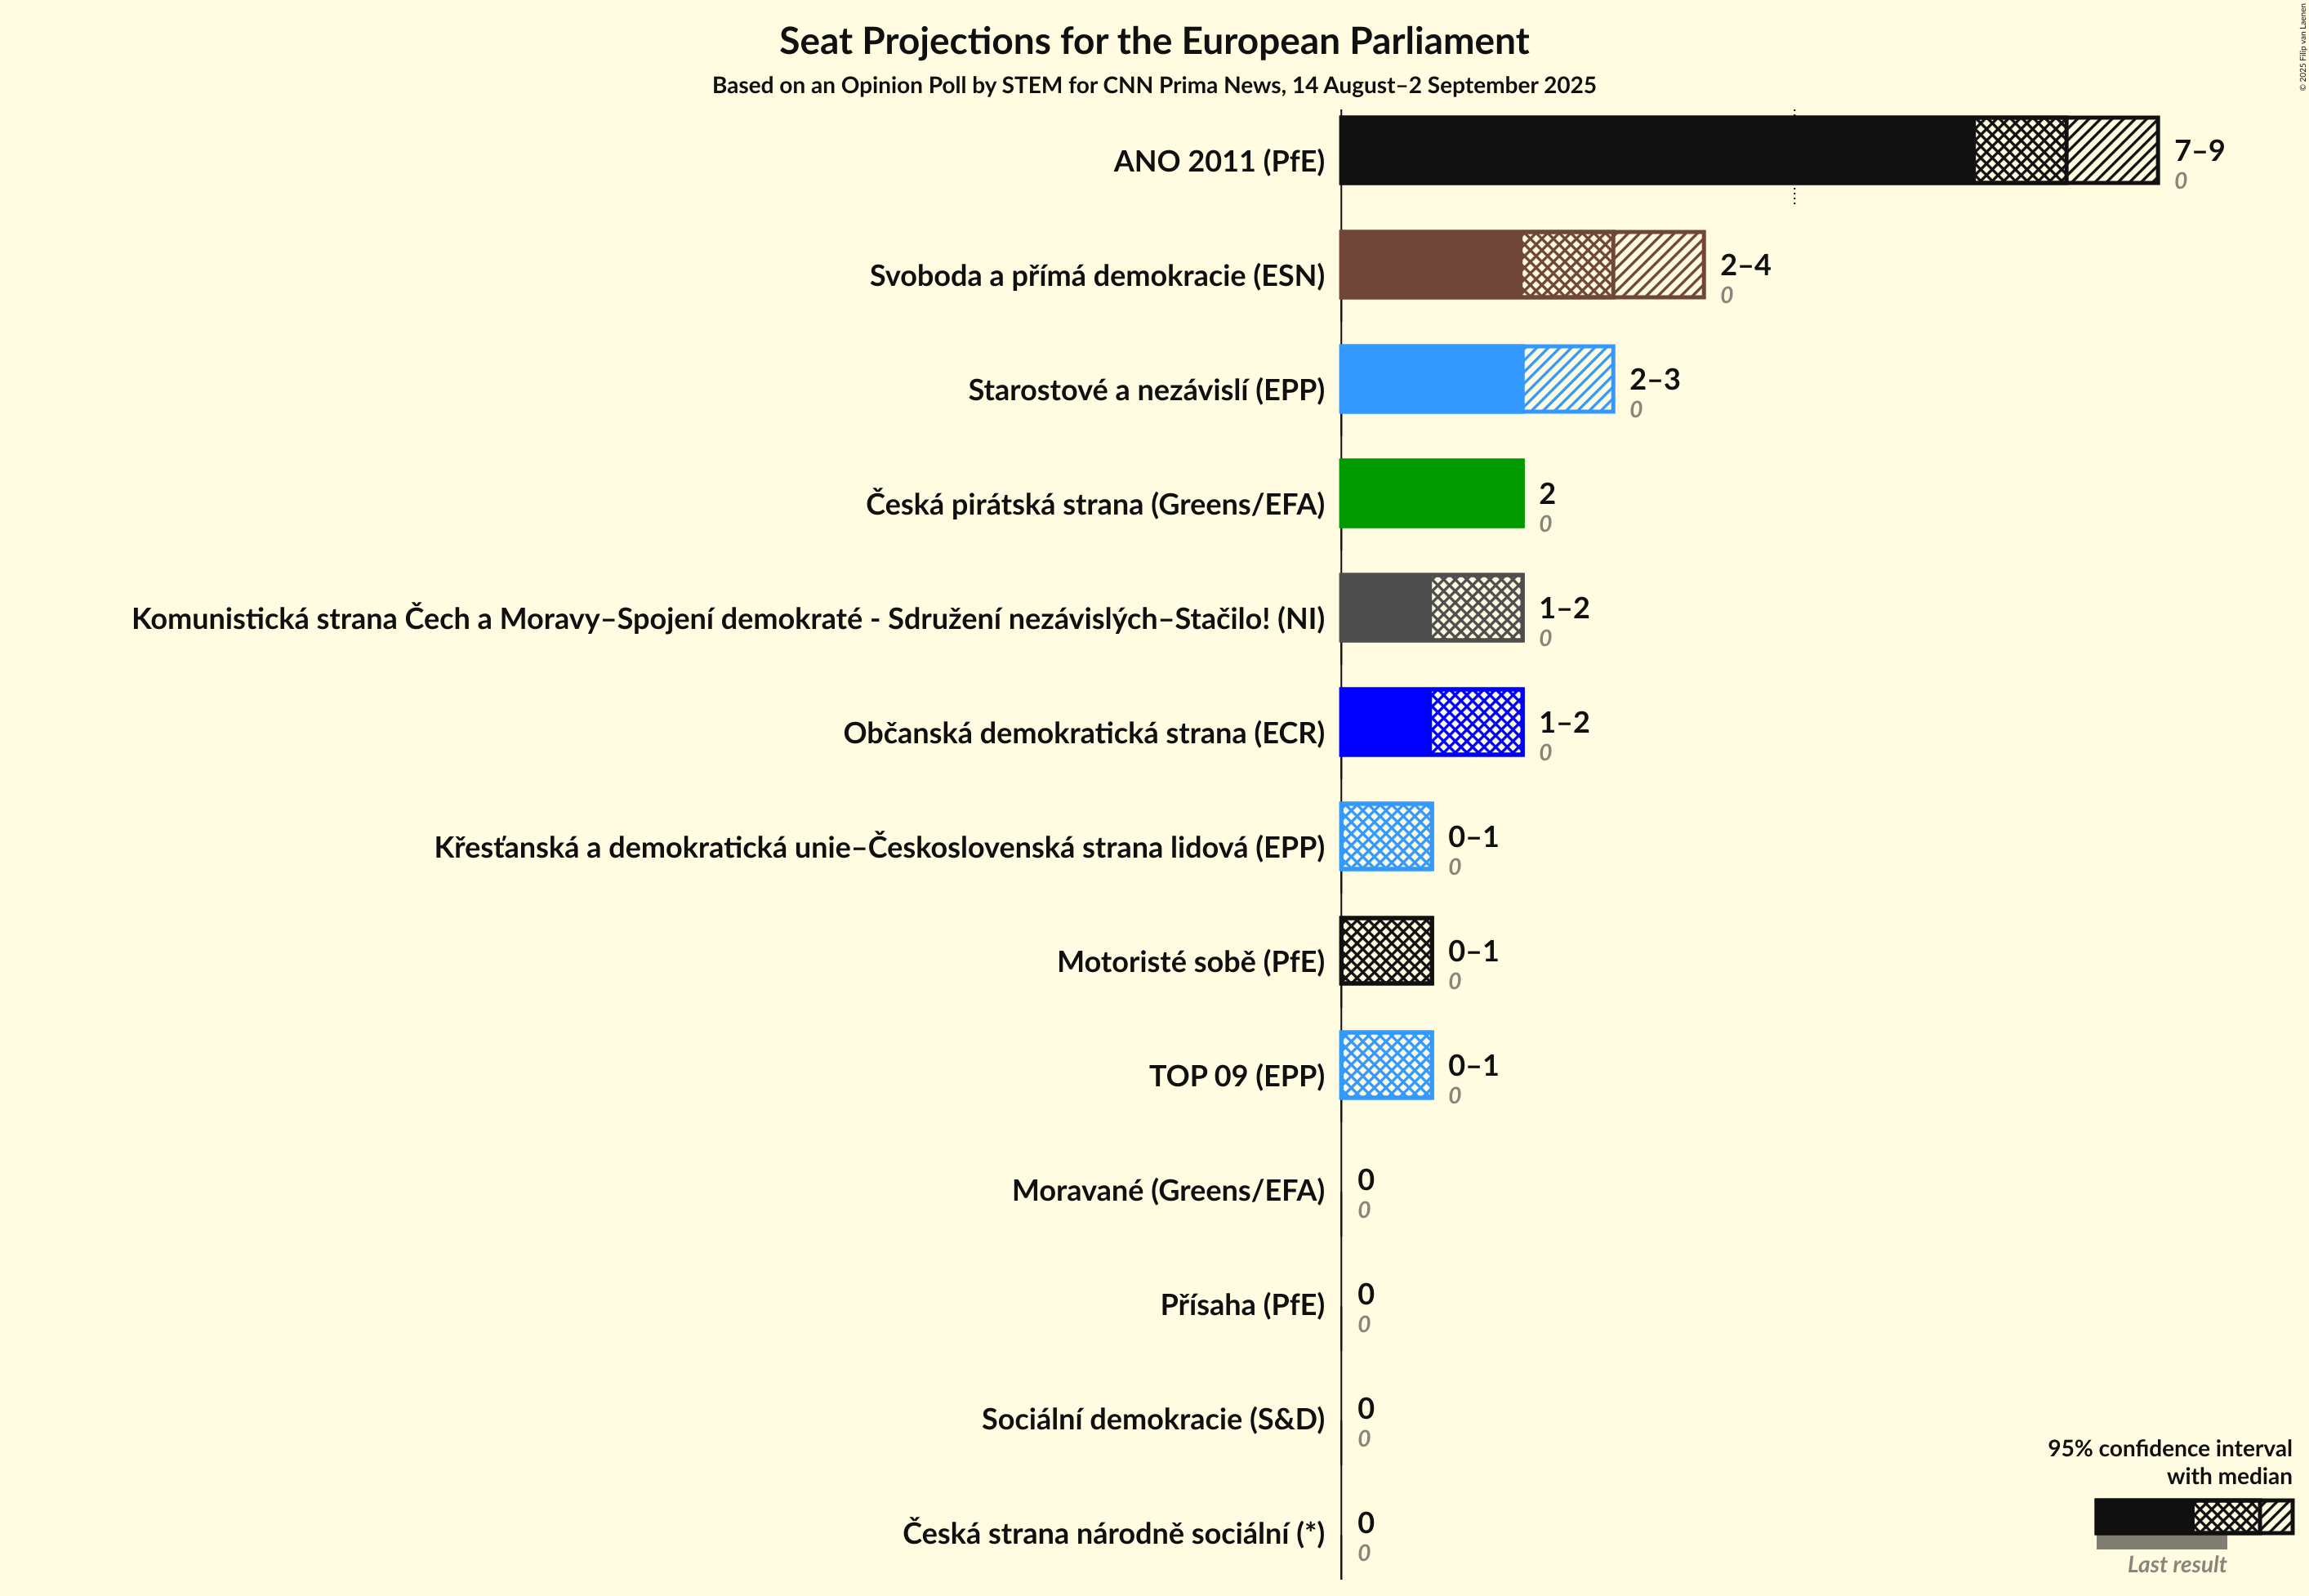 Seat Projections for the European Parliament
Based on an Opinion Poll by STEM for CNN Prima News, 14 August–2 September 2025
© 2025 Filip van Laenen
ANO 2011 (PfE)
7–9
0
Svoboda a přímá demokracie (ESN)
2–4
0
Starostové a nezávislí (EPP)
2–3
0
Česká pirátská strana (Greens/EFA)
2
0
Komunistická strana Čech a Moravy–Spojení demokraté - Sdružení nezávislých–Stačilo! (NI)
1–2
0
Občanská demokratická strana (ECR)
1–2
0
Křesťanská a demokratická unie–Československá strana lidová (EPP)
0–1
0
Motoristé sobě (PfE)
0–1
0
TOP 09 (EPP)
0–1
0
Moravané (Greens/EFA)
0
0
Přísaha (PfE)
0
0
Sociální demokracie (S&D)
0
0
Česká strana národně sociální (*)
0
0
95% confidence interval
with median
Last result